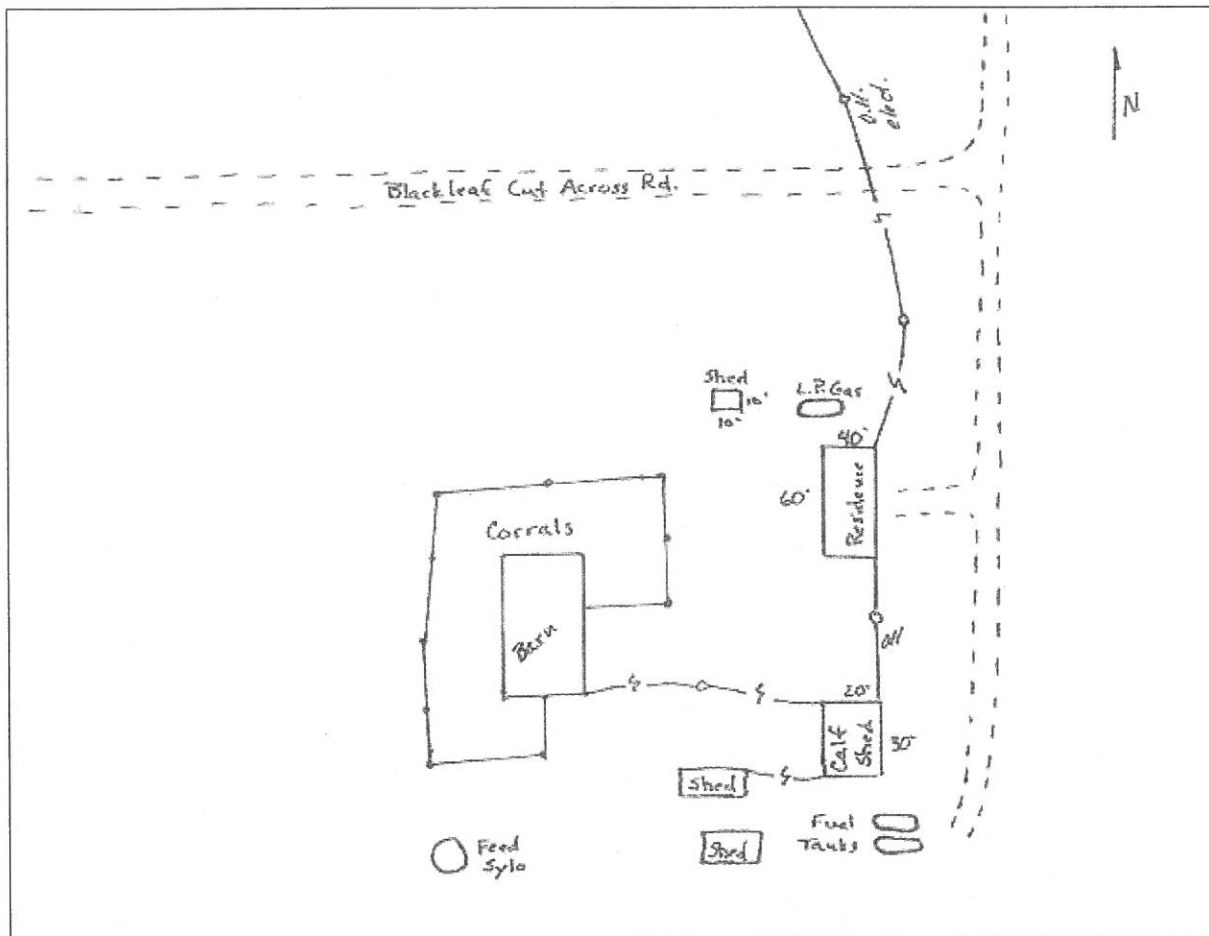 O.H.
elect.
N
Blackleaf Cut Across Rd.
Shed
10'
10'
L.P. Gas
40'
60'
Residence
Corrals
Barn
OH
20'
Calf
Shed
30'
Shed
Fuel
Tanks
Shed
Feed
Sylo